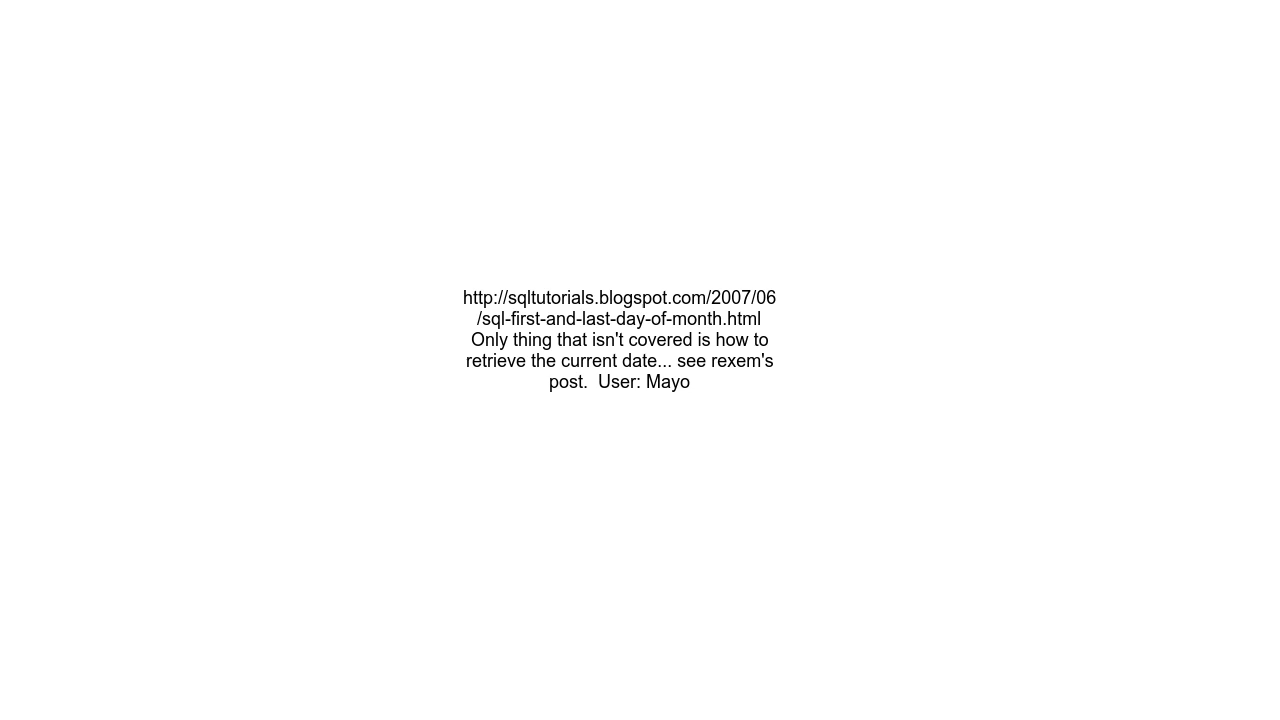 http://sqltutorials.blogspot.com/2007/06
/sql-first-and-last-day-of-month.html
Only thing that isn't covered is how to
retrieve the current date... see rexem's
post.  User: Mayo